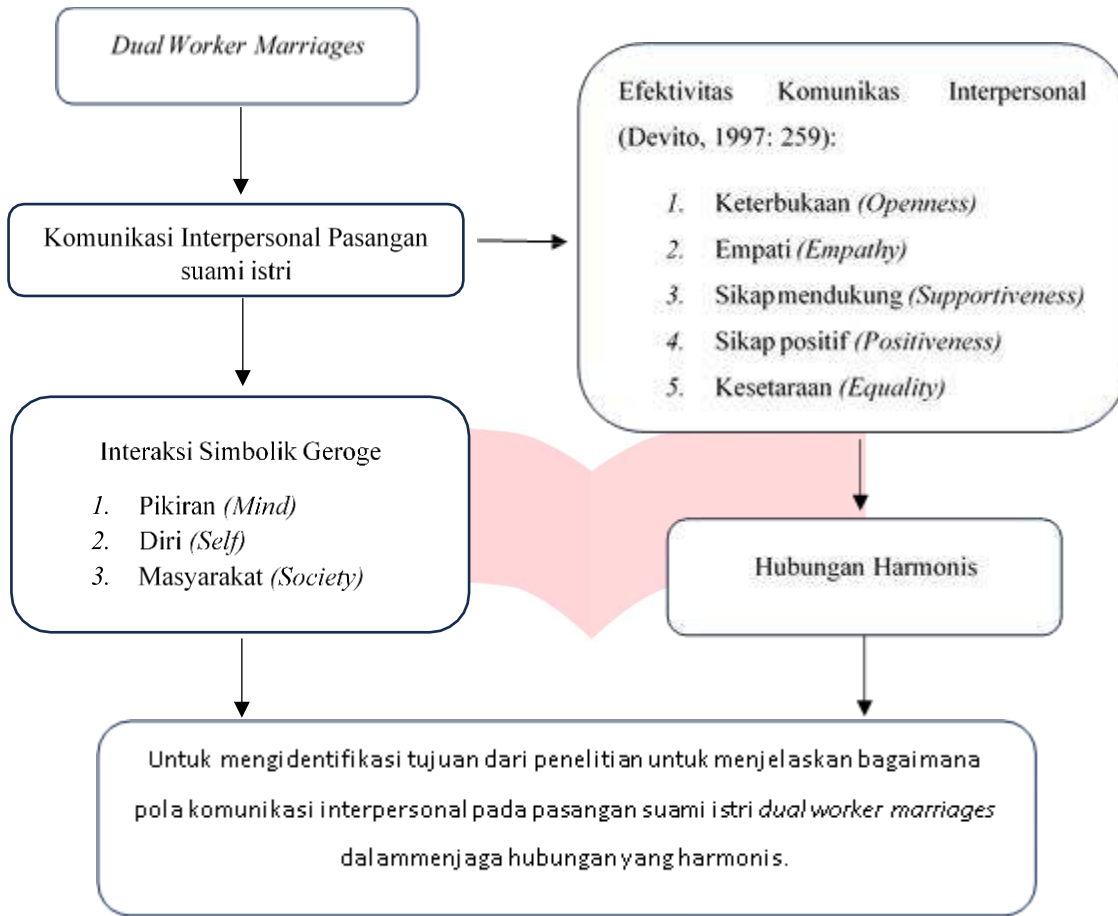 Dual Worker Marriages
Efektivitas Komunikas Interpersonal
(Devito, 1997: 259):
1. Keterbukaan (Openness)
2. Empati (Empathy)
3. Sikap mendukung (Supportiveness)
4. Sikap positif (Positiveness)
5. Kesetaraan (Equality)
Komunikasi Interpersonal Pasangan
suami istri
Interaksi Simbolik Geroge
1. Pikiran (Mind)
2. Diri (Self)
3. Masyarakat (Society)
Hubungan Harmonis
Untuk mengidentifikasi tujuan dari penelitian untuk menjelaskan bagaimana
pola komunikasi interpersonal pada pasangan suami istri dual worker marriages
dalammenjaga hubungan yang harmonis.